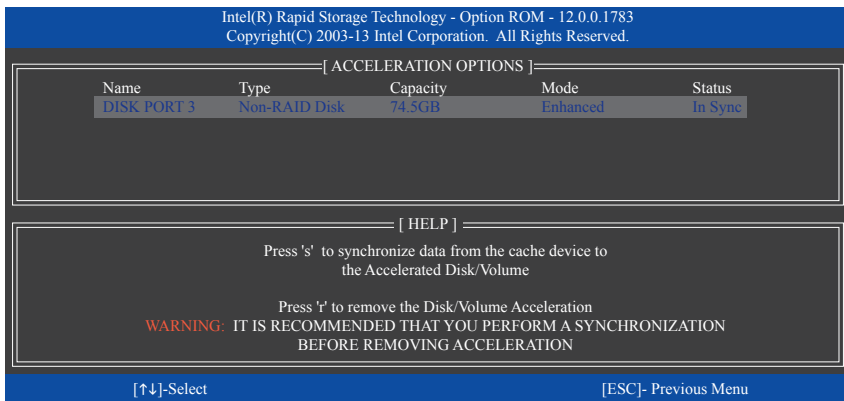 Intel(R) Rapid Storage Technology - Option ROM - 12.0.0.1783
Copyright(C) 2003-13 Intel Corporation.  All Rights Reserved.
[ ACCELERATION OPTIONS ]
Name Type Capacity Mode Status
DISK PORT 3 Non-RAID Disk 74.5GB Enhanced In Sync
[ HELP ]
Press 's'  to synchronize data from the cache device to
the Accelerated Disk/Volume
Press 'r' to remove the Disk/Volume Acceleration
WARNING:  IT IS RECOMMENDED THAT YOU PERFORM A SYNCHRONIZATION
BEFORE REMOVING ACCELERATION
[↑↓]-Select [ESC]- Previous Menu